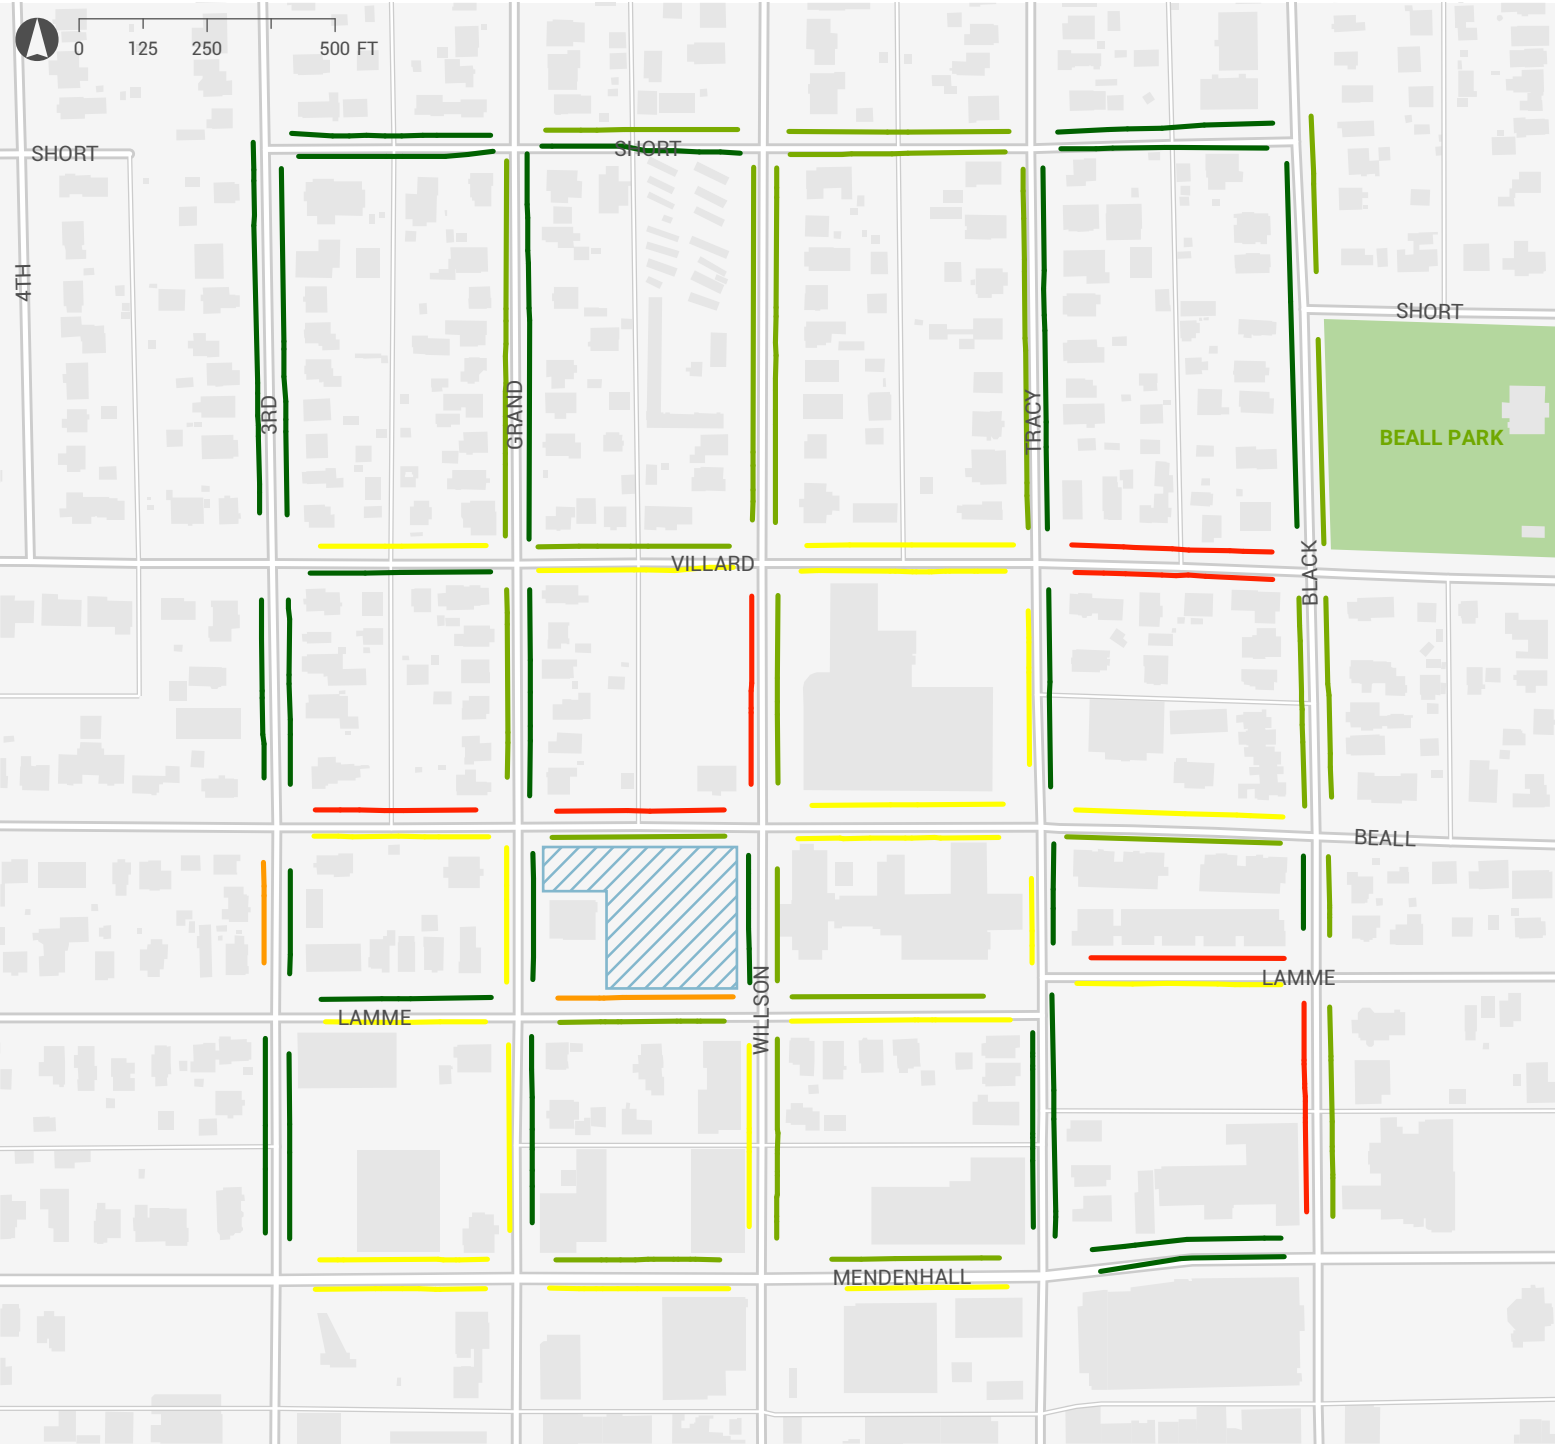 0 125 250 500 FT
SHORT
SHORT
4TH
SHORT
3RD
GRAND
TRACY
BEALL PARK
VILLARD
BLACK
BEALL
LAMME
WILLSON
LAMME
MENDENHALL